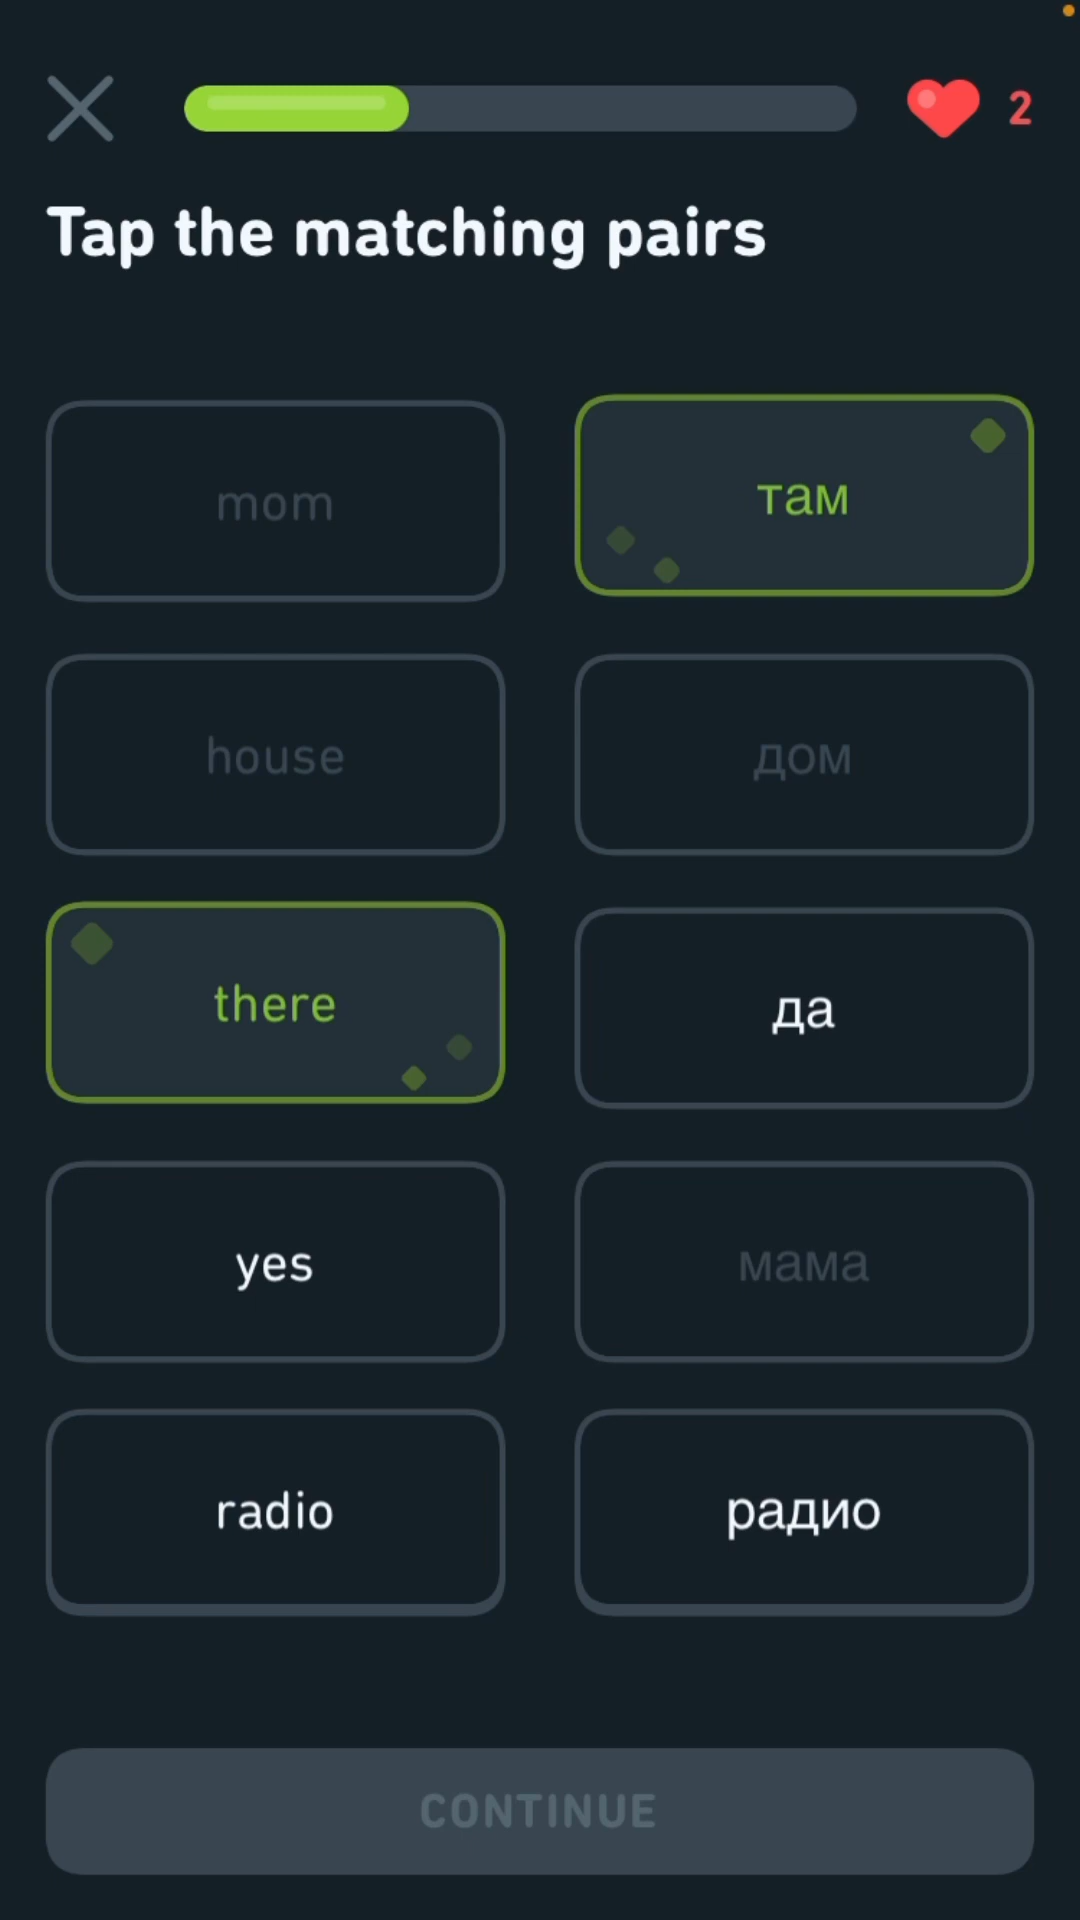 2
Tap the matching pairs
mom
там
house
дом
there
да
yes
мама
radio
радио
CONTINUE